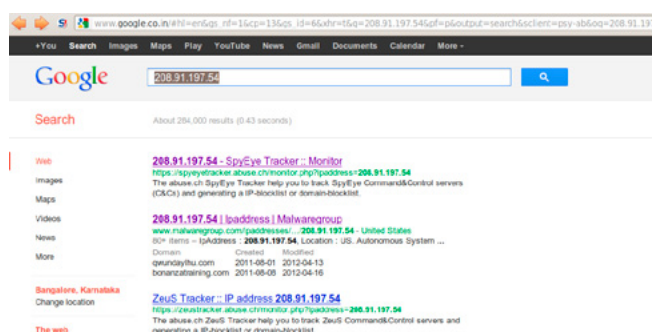 www.google.co.in/#hl=en&gs_nf=1&cp=13&gs_id=6&xhr=t&q=208.91.197.54&pf=p&output=search&sclient=psy-ab&oq=208.91.19
+You Search Images Maps Play YouTube News Gmail Documents Calendar More -
Google
208.91.197.54
Search
About 284,000 results (0.43 seconds)
Web
Images
Maps
Videos
News
More
Bangalore, Karnataka
Change location
The web
208.91.197.54 - SpyEye Tracker :: Monitor
https://spyeyetracker.abuse.ch/monitor.php?ipaddress=208.91.197.54
The abuse.ch SpyEye Tracker help you to track SpyEye Command&Control servers
(C&Cs) and generating a IP-blocklist or domain-blocklist.
208.91.197.54 | Ipaddress | Malwaregroup
www.malwaregroup.com/ipaddresses/.../208.91.197.54 - United States
80+ items – IpAddress : 208.91.197.54, Location : US. Autonomous System ...
Domain Created Modified
qwundaylhu.com 2011-08-01 2012-04-13
bonanzatraining.com 2011-08-08 2012-04-16
ZeuS Tracker :: IP address 208.91.197.54
https://zeustracker.abuse.ch/monitor.php?ipaddress=208.91.197.54
The abuse.ch ZeuS Tracker help you to track ZeuS Command&Control servers and
generating a IP-blocklist or domain-blocklist.